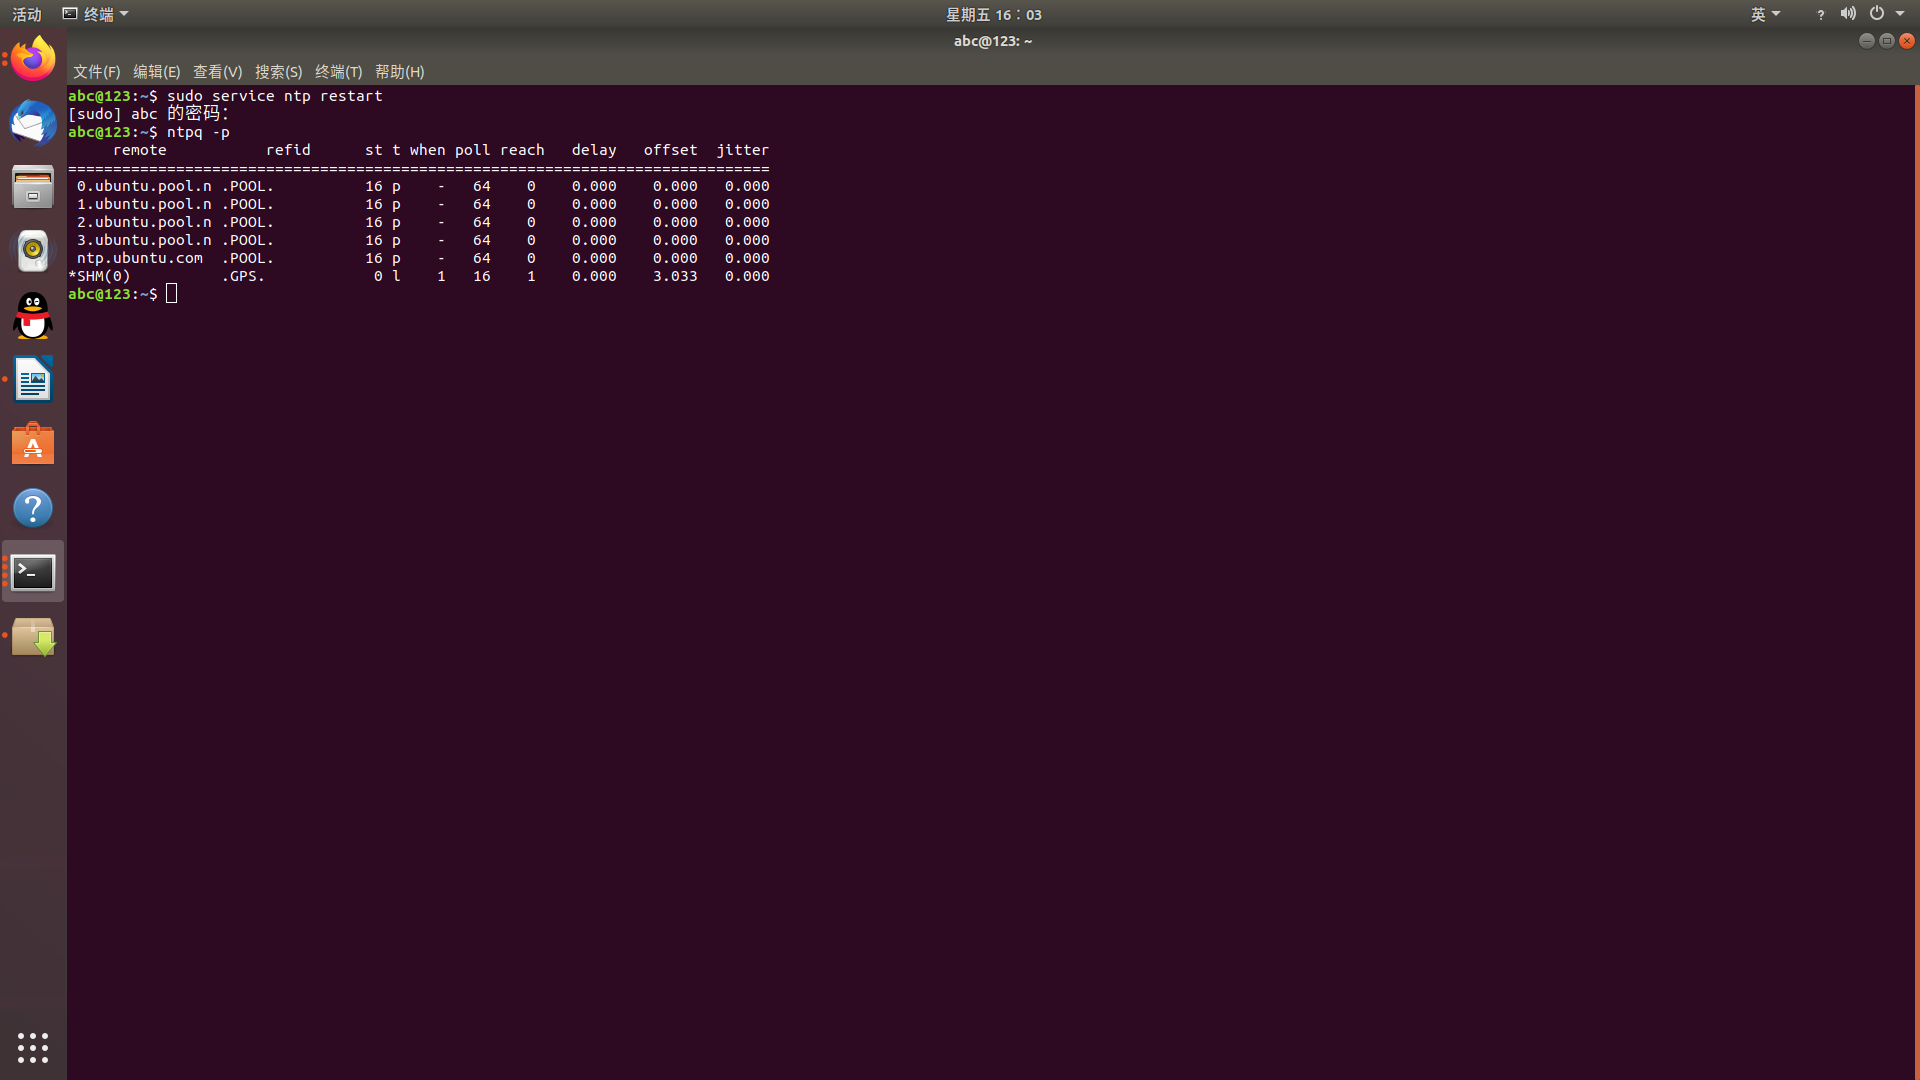 活动 终端 星期五 16:03 英 ?
abc@123: ~
文件(F) 编辑(E) 查看(V) 搜索(S) 终端(T) 帮助(H)
abc@123:~$ sudo service ntp restart
[sudo] abc 的密码：
abc@123:~$ ntpq -p
     remote           refid      st t when poll reach   delay   offset  jitter
==============================================================================
 0.ubuntu.pool.n .POOL.          16 p    -   64    0    0.000    0.000   0.000
 1.ubuntu.pool.n .POOL.          16 p    -   64    0    0.000    0.000   0.000
 2.ubuntu.pool.n .POOL.          16 p    -   64    0    0.000    0.000   0.000
 3.ubuntu.pool.n .POOL.          16 p    -   64    0    0.000    0.000   0.000
 ntp.ubuntu.com  .POOL.          16 p    -   64    0    0.000    0.000   0.000
*SHM(0)          .GPS.            0 l    1   16    1    0.000    3.033   0.000
abc@123:~$